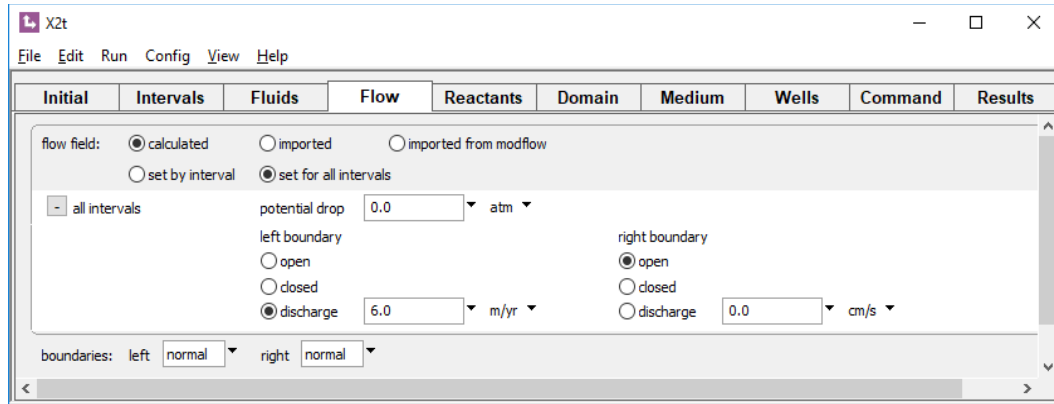 X2t
File Edit Run Config View Help
Initial Intervals Fluids Flow Reactants Domain Medium Wells Command Results
flow field: calculated imported imported from modflow
set by interval set for all intervals
- all intervals potential drop 0.0 atm
left boundary right boundary
open open
closed closed
discharge 6.0 m/yr discharge 0.0 cm/s
boundaries: left normal right normal